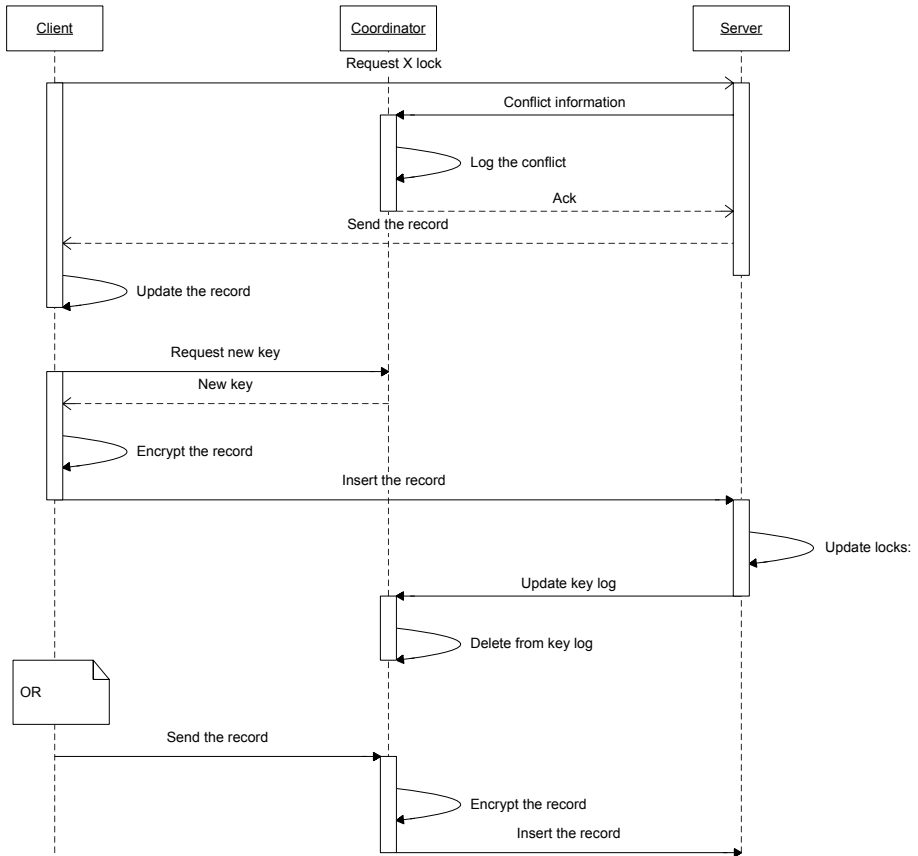 Client
Coordinator
Server
Request X lock
Conflict information
Log the conflict
Ack
Send the record
Update the record
Request new key
New key
Encrypt the record
Insert the record
Update locks:
Update key log
Delete from key log
OR
Send the record
Encrypt the record
Insert the record